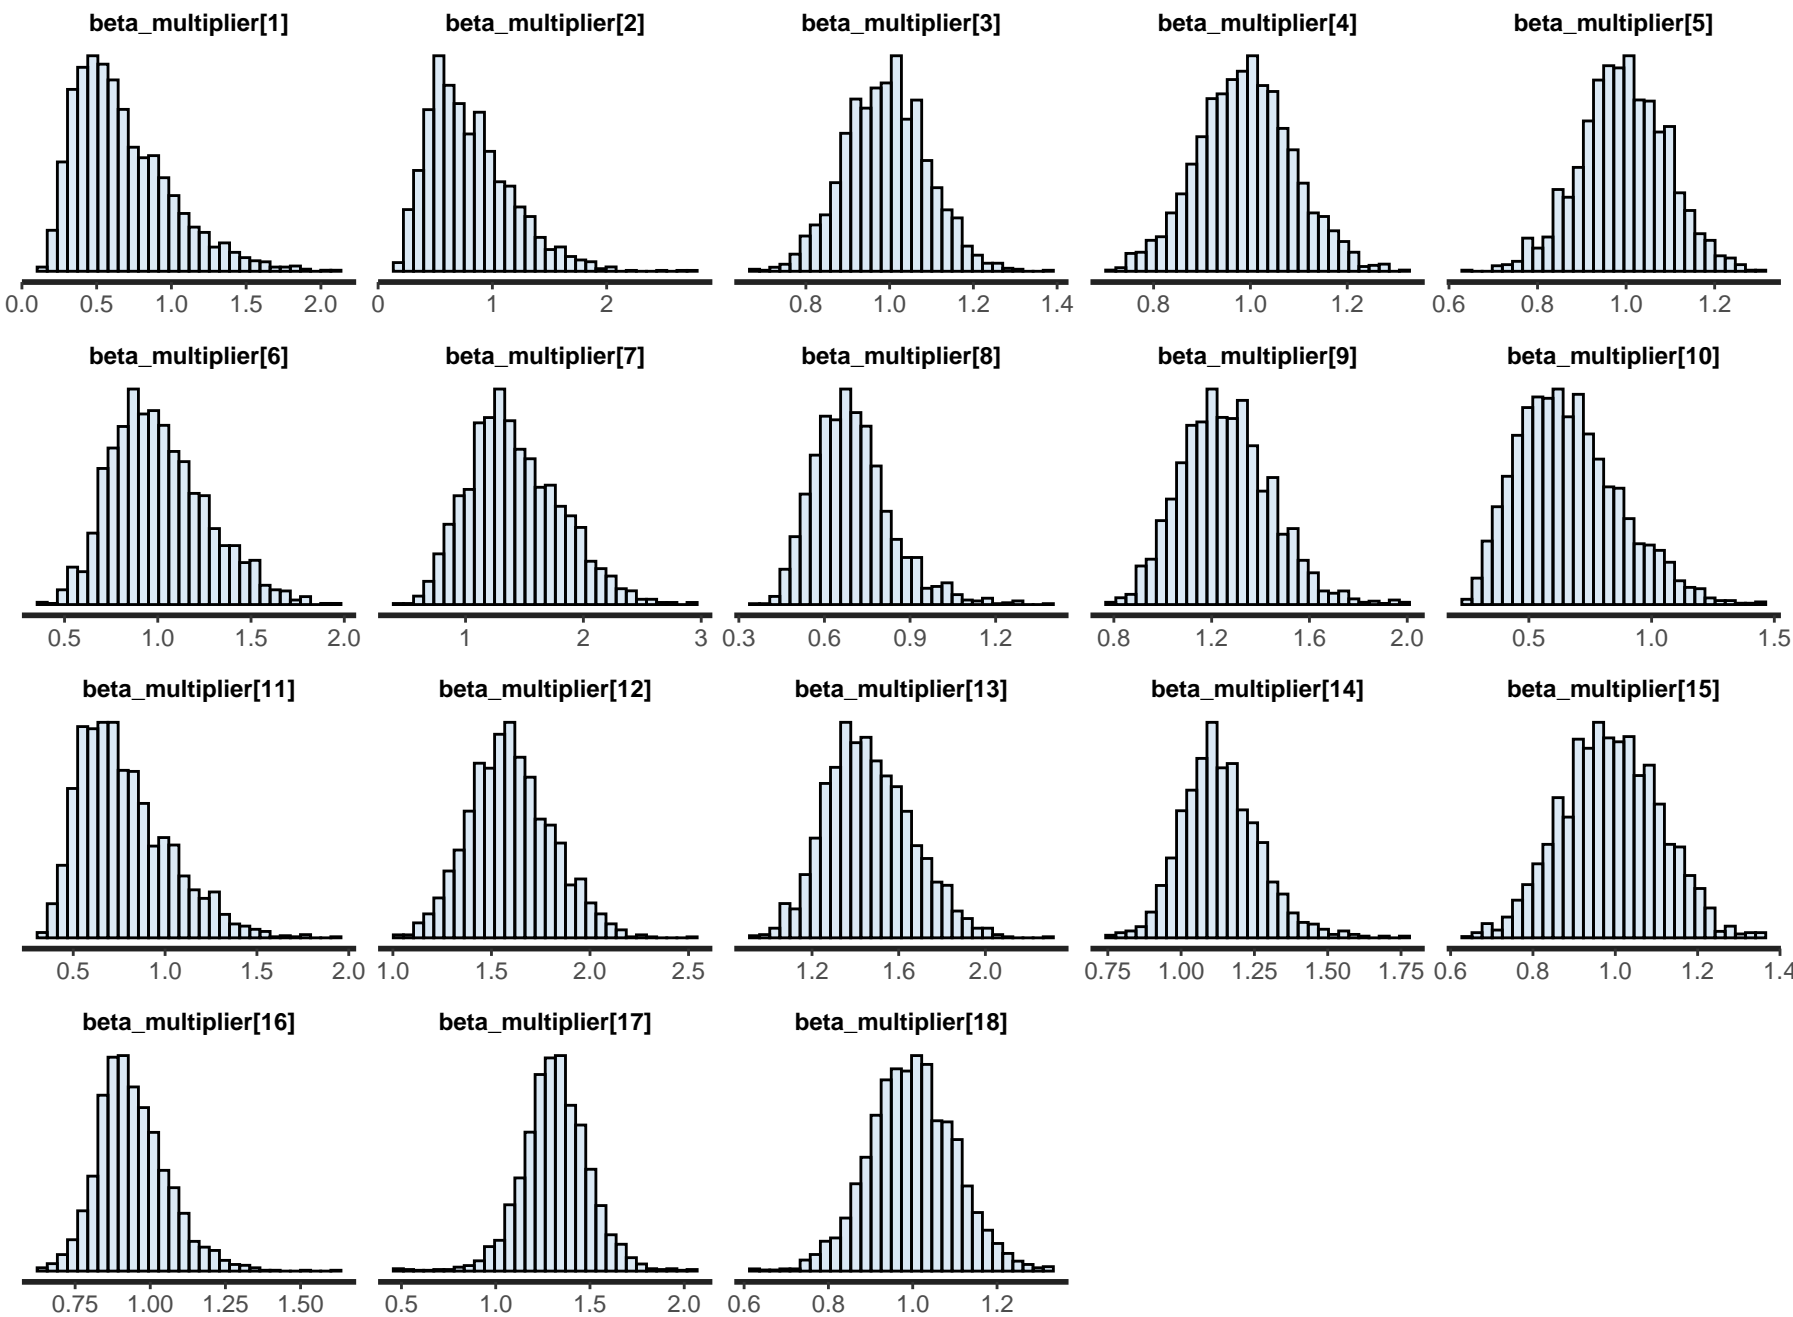 beta_multiplier[1] beta_multiplier[2] beta_multiplier[3] beta_multiplier[4] beta_multiplier[5]
0.0 0.5 1.0 1.5 2.0 0 1 2 0.8 1.0 1.2 1.4 0.8 1.0 1.2 0.6 0.8 1.0 1.2
beta_multiplier[6] beta_multiplier[7] beta_multiplier[8] beta_multiplier[9] beta_multiplier[10]
0.5 1.0 1.5 2.0 1 2 3 0.3 0.6 0.9 1.2 0.8 1.2 1.6 2.0 0.5 1.0 1.5
beta_multiplier[11] beta_multiplier[12] beta_multiplier[13] beta_multiplier[14] beta_multiplier[15]
0.5 1.0 1.5 2.0 1.0 1.5 2.0 2.5 1.2 1.6 2.0 0.75 1.00 1.25 1.50 1.75 0.6 0.8 1.0 1.2 1.4
beta_multiplier[16] beta_multiplier[17] beta_multiplier[18]
0.75 1.00 1.25 1.50 0.5 1.0 1.5 2.0 0.6 0.8 1.0 1.2